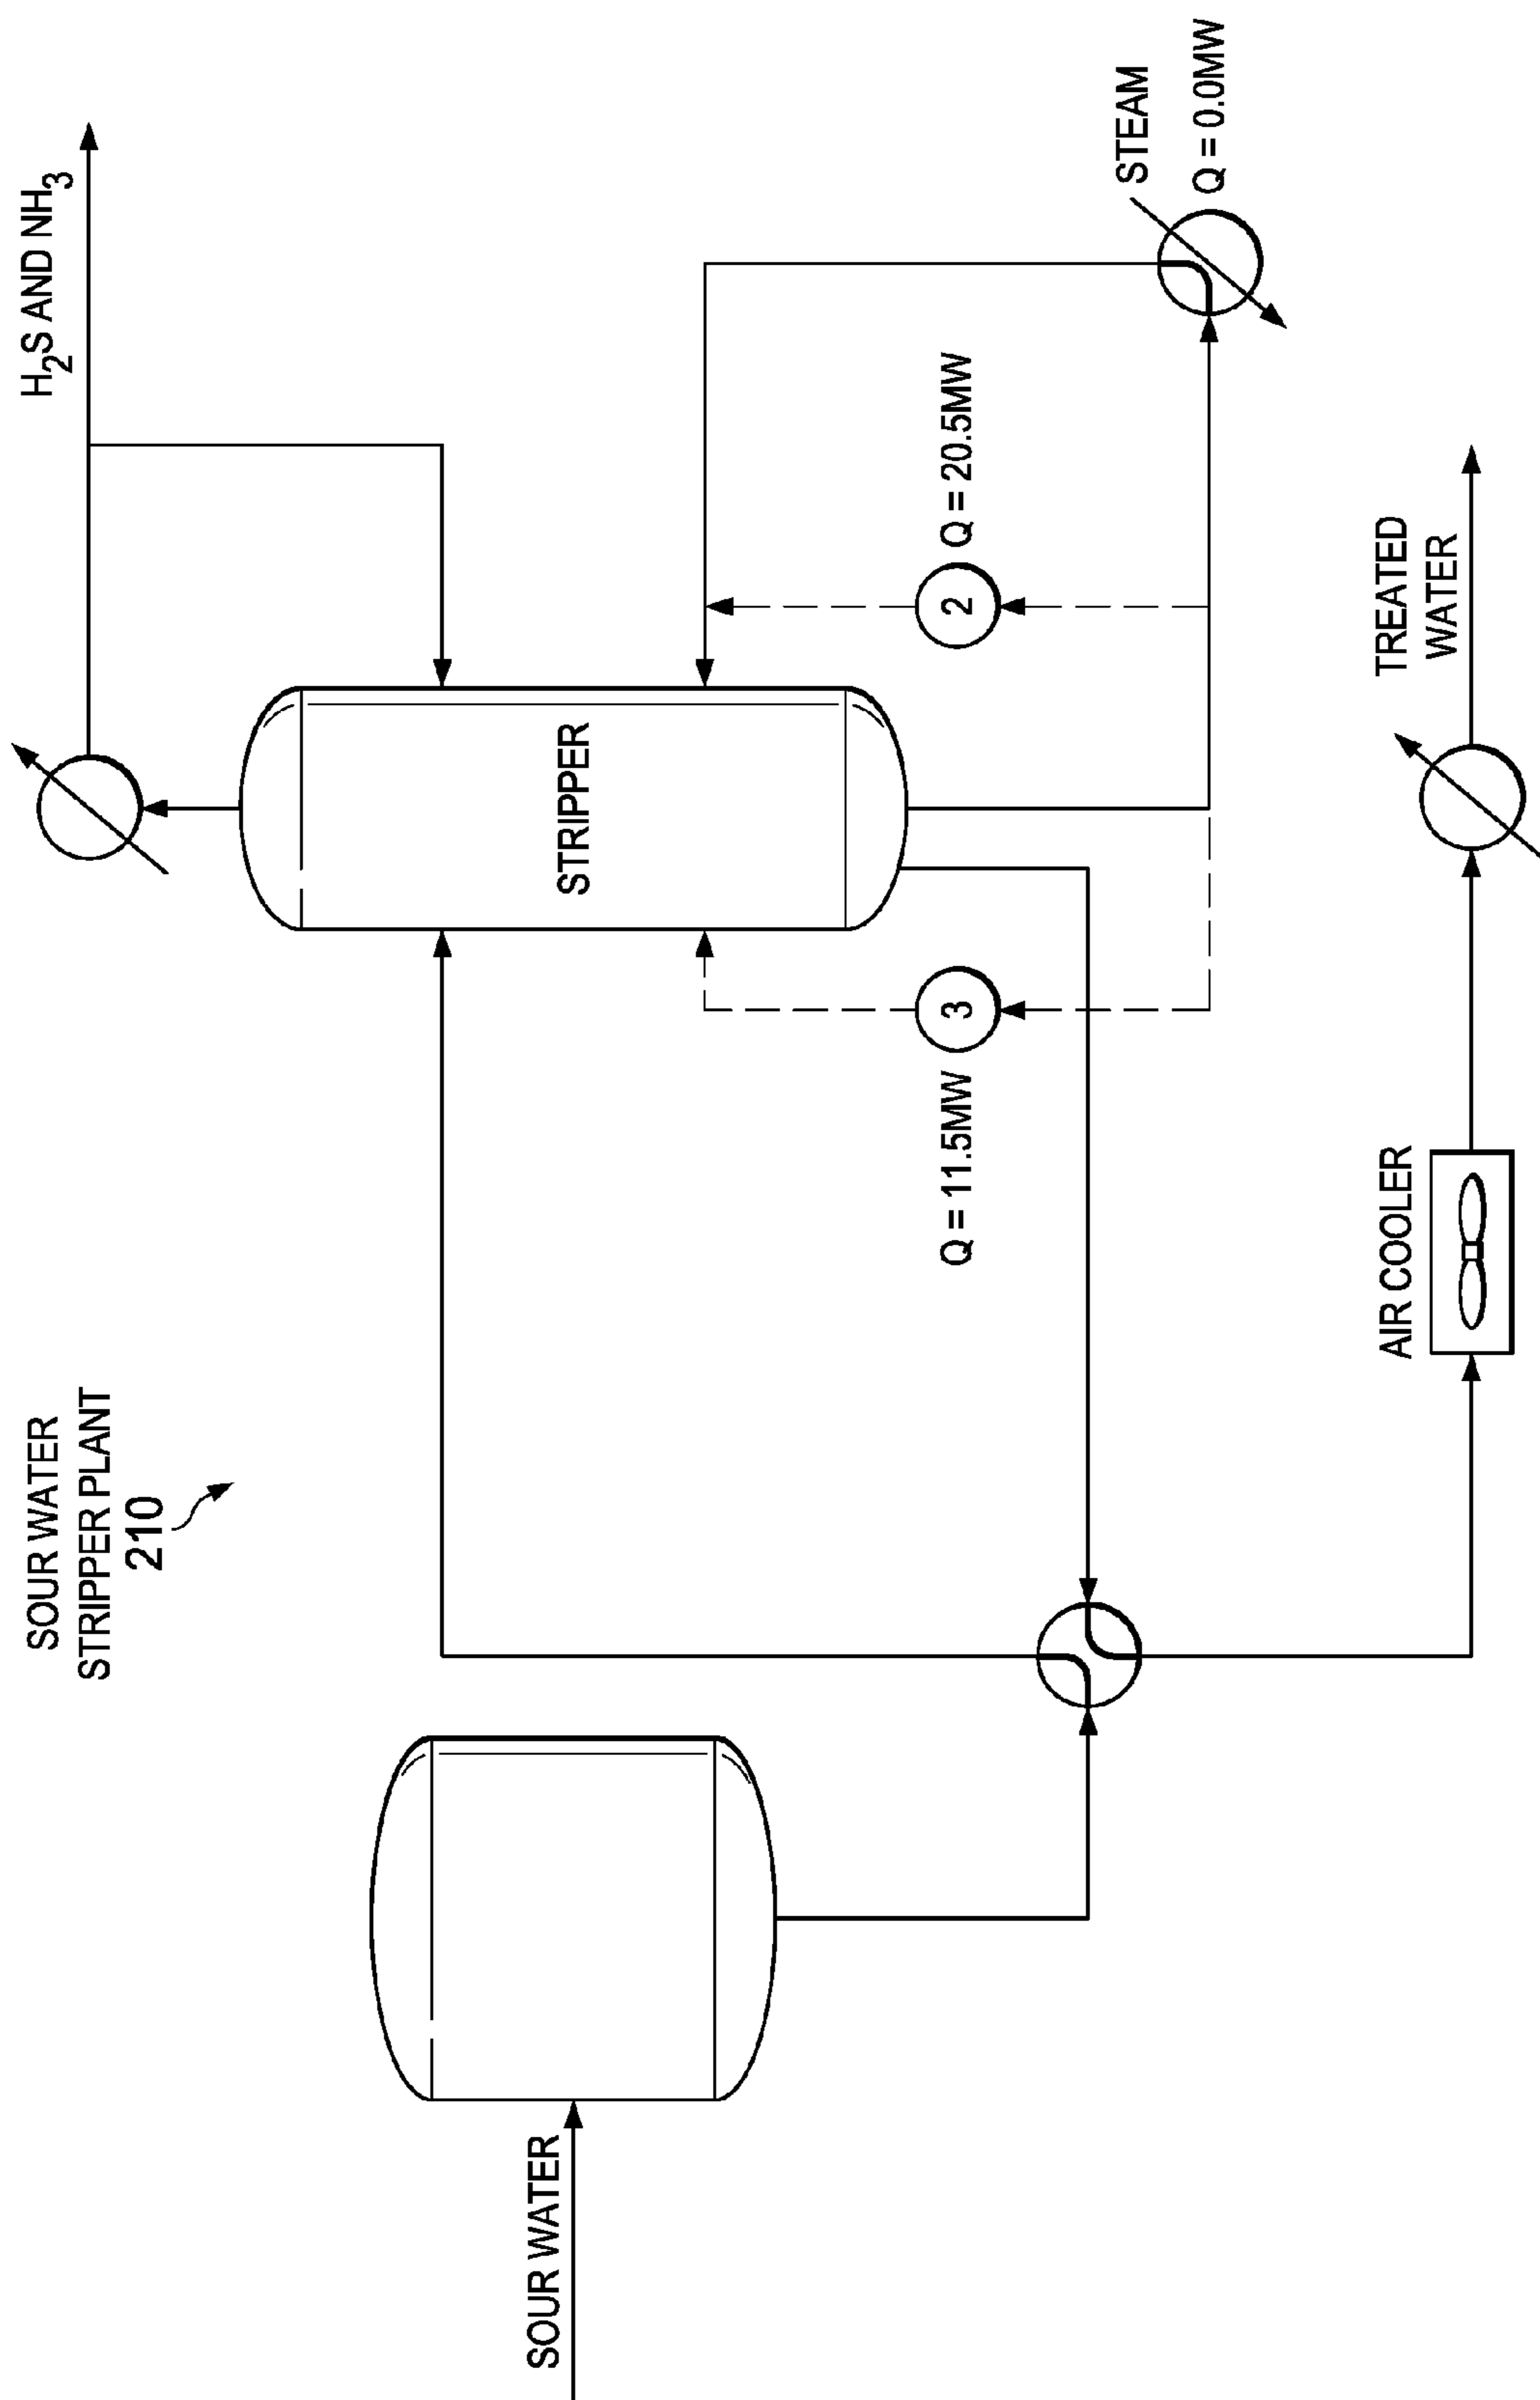 SOUR WATER
STRIPPER PLANT
210
H2S AND NH3
SOUR WATER
STRIPPER
3
Q = 11.5MW
2
Q = 20.5MW
STEAM
Q = 0.0MW
AIR COOLER
TREATED
WATER